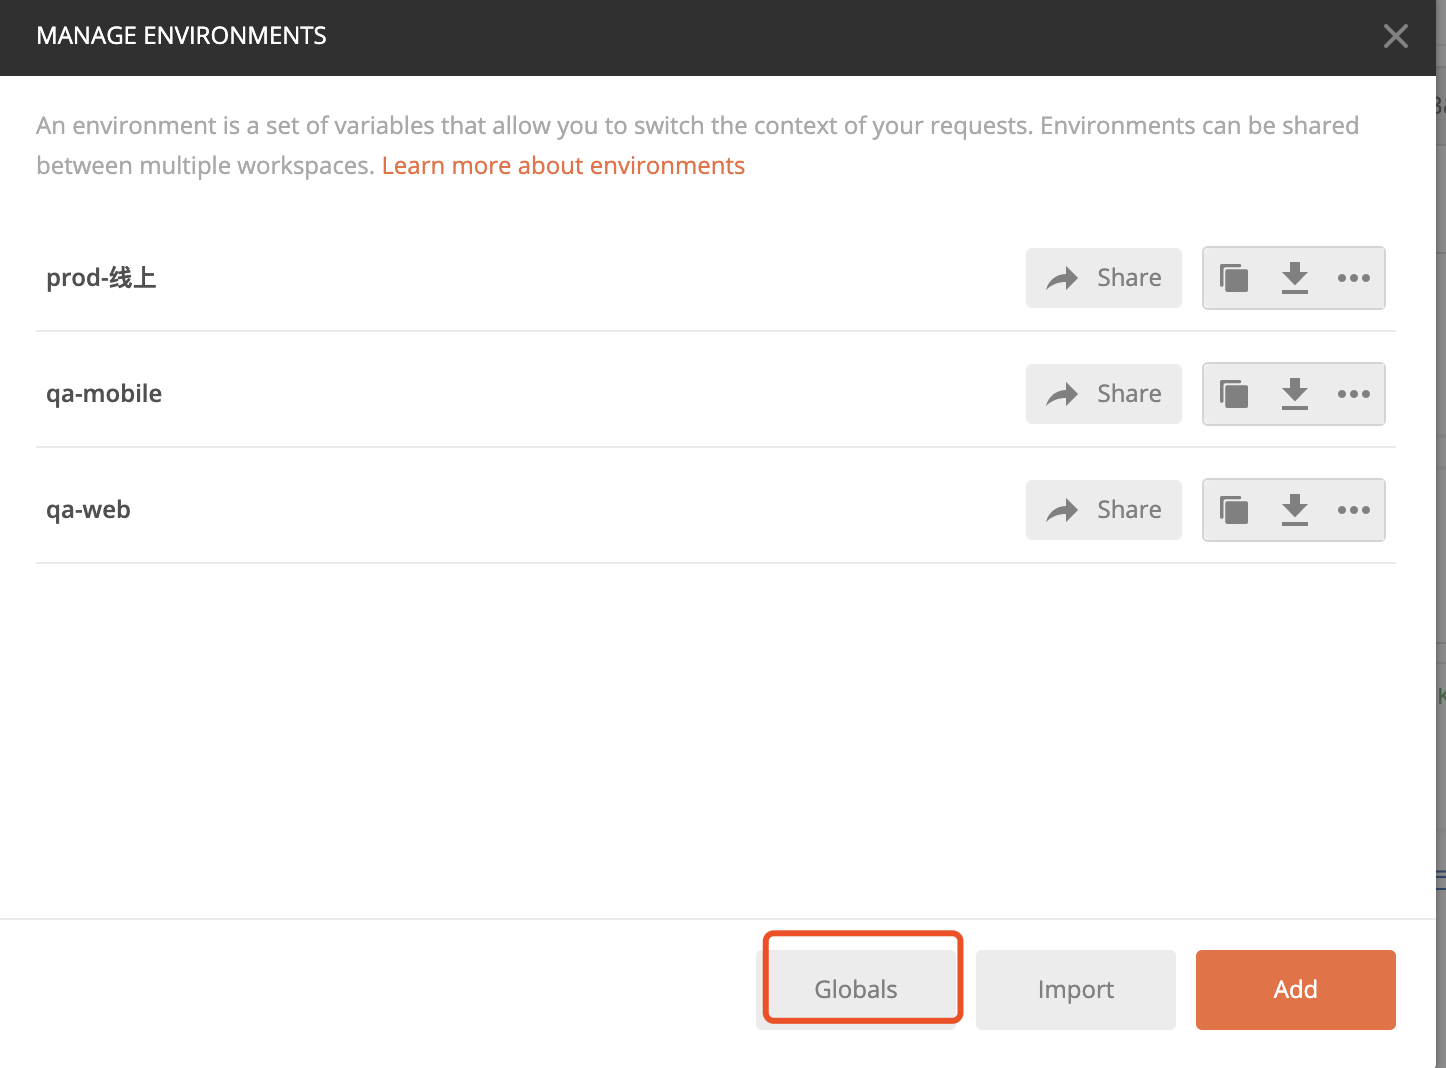 MANAGE ENVIRONMENTS
An environment is a set of variables that allow you to switch the context of your requests. Environments can be shared
between multiple workspaces. Learn more about environments
prod-线上
Share
qa-mobile
Share
qa-web
Share
Globals
Import
Add